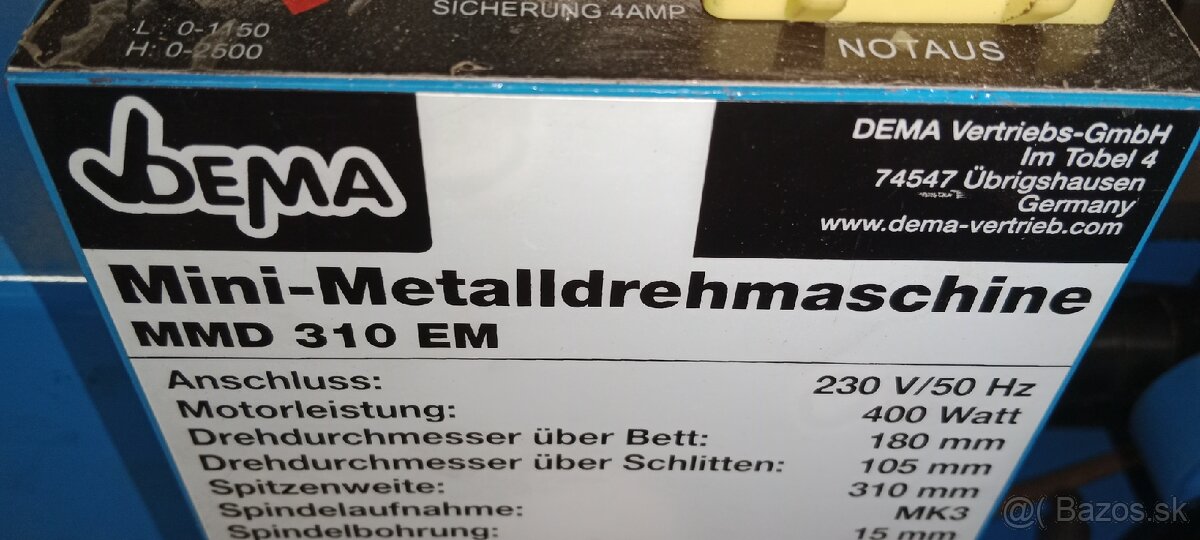 SICHERUNG 4AMP
L: 0-1150
H: 0-2500
NOTAUS
DEMA
DEMA Vertriebs-GmbH
Im Tobel 4
74547 Übrigshausen
Germany
www.dema-vertrieb.com
Mini-Metalldrehmaschine
MMD 310 EM
Anschluss: 230 V/50 Hz
Motorleistung: 400 Watt
Drehdurchmesser über Bett: 180 mm
Drehdurchmesser über Schlitten: 105 mm
Spitzenweite: 310 mm
Spindelaufnahme: MK3
Spindelbohrung: 15 mm
@( Bazos.sk